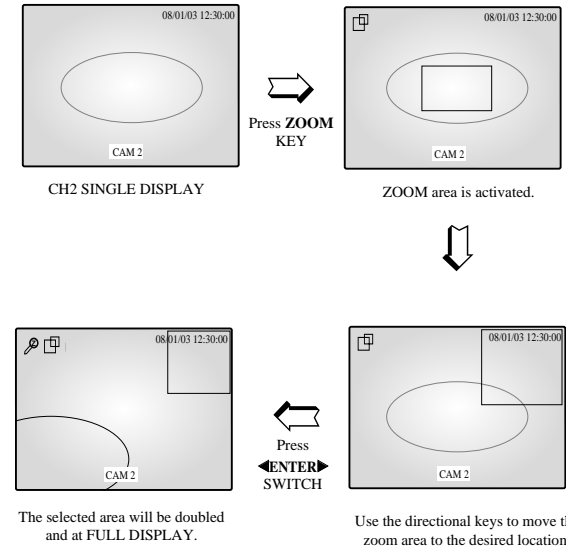 08/01/03 12:30:00
CAM 2
CH2 SINGLE DISPLAY
Press ZOOM
KEY
08/01/03 12:30:00
CAM 2
ZOOM area is activated.
08/01/03 12:30:00
CAM 2
Use the directional keys to move th
zoom area to the desired location
Press
◀ENTER▶
SWITCH
08/01/03 12:30:00
CAM 2
The selected area will be doubled
and at FULL DISPLAY.